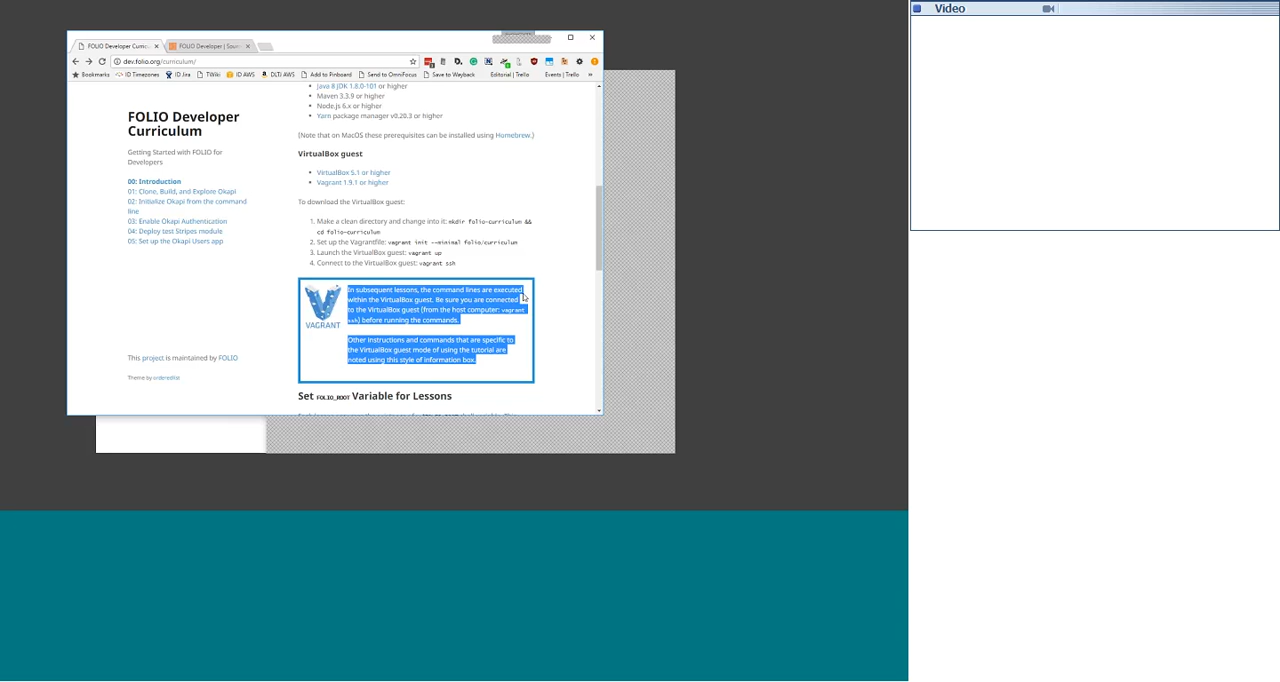 Video
FOLIO Developer Curric
FOLIO Developer | Sour
dev.folio.org/curriculum/
Bookmarks
ID Timezones
ID Jira
TWiki
ID AWS
DLTJ AWS
Add to Pinboard
Send to OmniFocus
Save to Wayback
Editorial | Trello
Events | Trello
»
FOLIO Developer
Curriculum
Getting Started with FOLIO for
Developers
00: Introduction
01: Clone, Build, and Explore Okapi
02: Initialize Okapi from the command
line
03: Enable Okapi Authentication
04: Deploy test Stripes module
05: Set up the Okapi Users app
This project is maintained by FOLIO
Theme by orderedlist
Java 8 JDK 1.8.0-101 or higher
Maven 3.3.9 or higher
Node.js 6.x or higher
Yarn package manager v0.20.3 or higher
(Note that on MacOS these prerequisites can be installed using Homebrew.)
VirtualBox guest
VirtualBox 5.1 or higher
Vagrant 1.9.1 or higher
To download the VirtualBox guest:
1. Make a clean directory and change into it: mkdir folio-curriculum &&
cd folio-curriculum
2. Set up the Vagrantfile: vagrant init --minimal folio/curriculum
3. Launch the VirtualBox guest: vagrant up
4. Connect to the VirtualBox guest: vagrant ssh
VAGRANT
In subsequent lessons, the command lines are executed
within the VirtualBox guest. Be sure you are connected
to the VirtualBox guest (from the host computer: vagrant
ssh) before running the commands.
Other instructions and commands that are specific to
the VirtualBox guest mode of using the tutorial are
noted using this style of information box.
Set FOLIO_ROOT Variable for Lessons